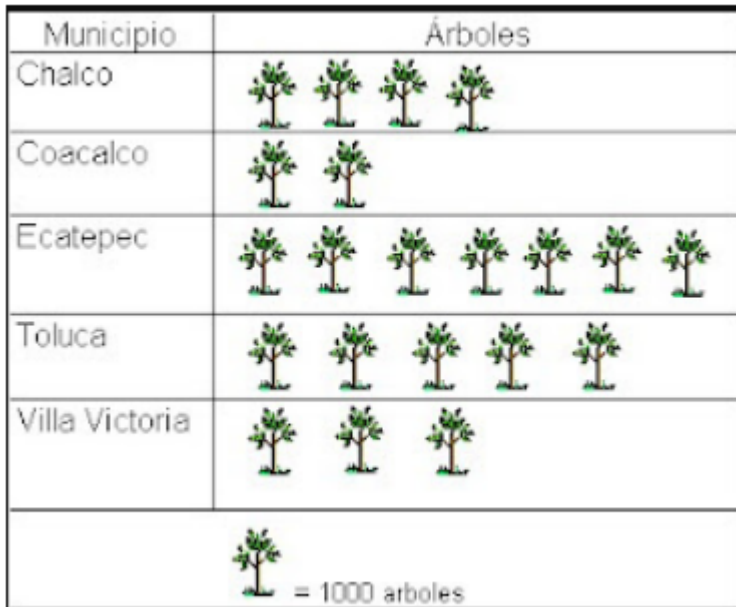 Municipio Árboles
Chalco
Coacalco
Ecatepec
Toluca
Villa Victoria
= 1000 arboles